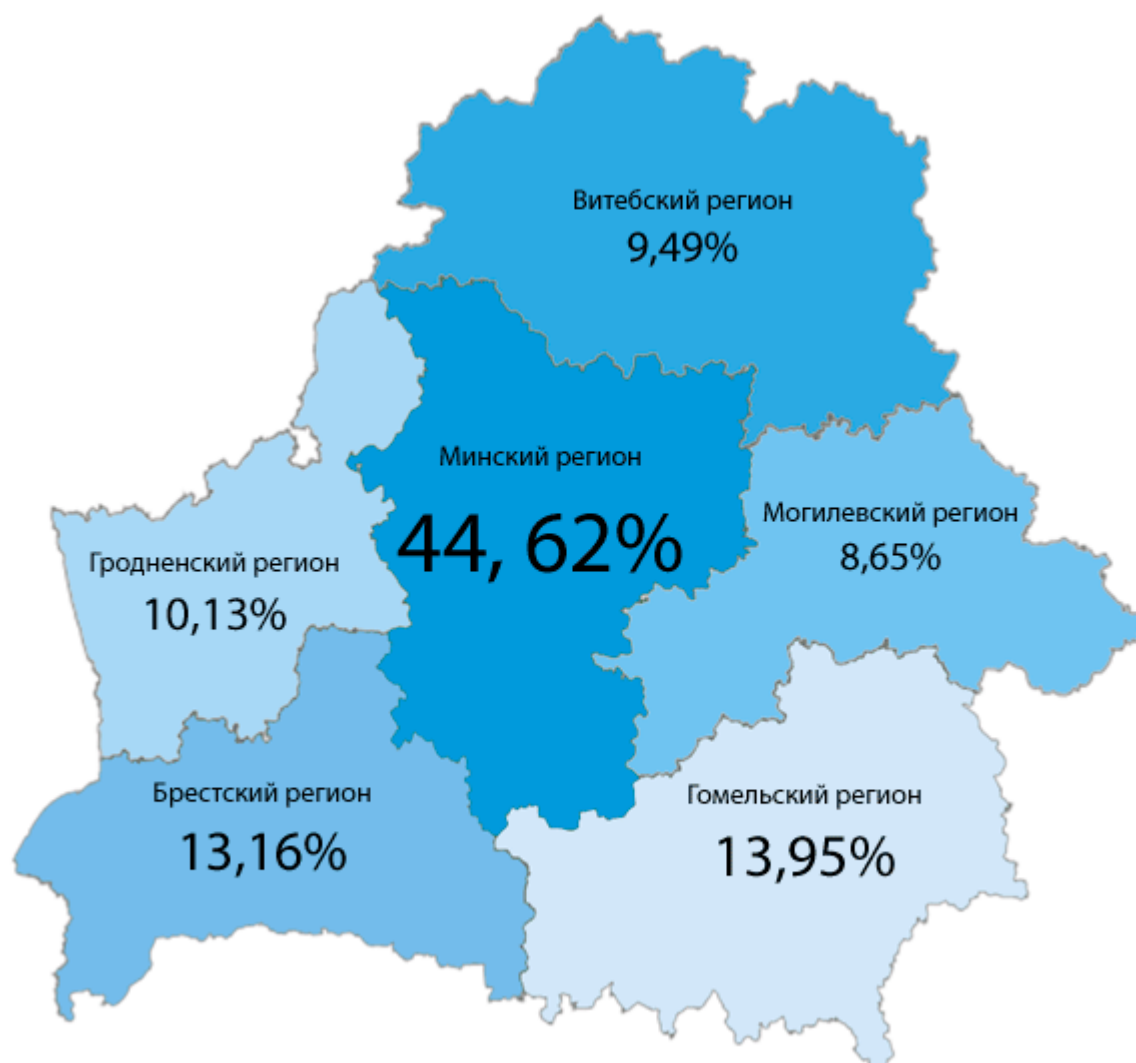 Витебский регион
9,49%
Минский регион
44, 62%
Могилевский регион
8,65%
Гродненский регион
10,13%
Брестский регион
13,16%
Гомельский регион
13,95%